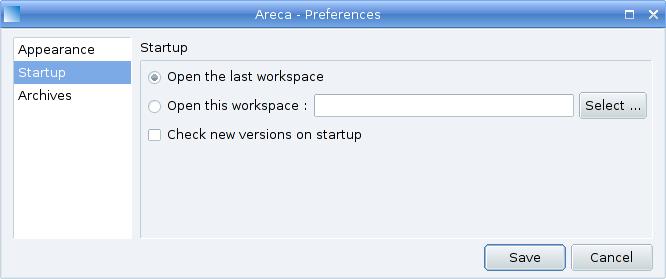 Areca - Preferences
Appearance
Startup
Archives
Startup
Open the last workspace
Open this workspace :
Select ...
Check new versions on startup
Save
Cancel